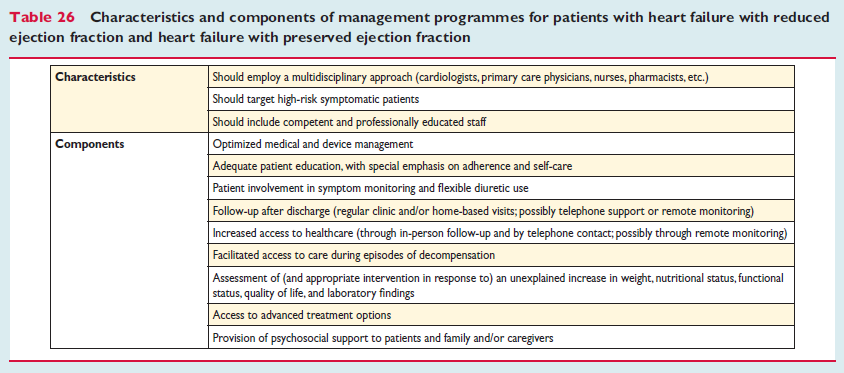 Table 26 Characteristics and components of management programmes for patients with heart failure with reduced
ejection fraction and heart failure with preserved ejection fraction
Characteristics
Should employ a multidisciplinary approach (cardiologists, primary care physicians, nurses, pharmacists, etc.)
Should target high-risk symptomatic patients
Should include competent and professionally educated staff
Components
Optimized medical and device management
Adequate patient education, with special emphasis on adherence and self-care
Patient involvement in symptom monitoring and flexible diuretic use
Follow-up after discharge (regular clinic and/or home-based visits; possibly telephone support or remote monitoring)
Increased access to healthcare (through in-person follow-up and by telephone contact; possibly through remote monitoring)
Facilitated access to care during episodes of decompensation
Assessment of (and appropriate intervention in response to) an unexplained increase in weight, nutritional status, functional
status, quality of life, and laboratory findings
Access to advanced treatment options
Provision of psychosocial support to patients and family and/or caregivers